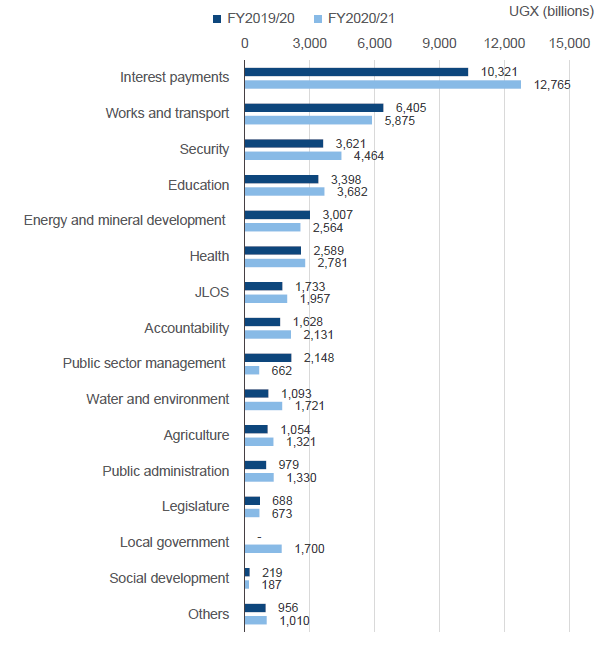 UGX (billions)
FY2019/20 FY2020/21
0 3,000 6,000 9,000 12,000 15,000
Interest payments 10,321
12,765
Works and transport 6,405
5,875
Security 3,621
4,464
Education 3,398
3,682
Energy and mineral development 3,007
2,564
Health 2,589
2,781
JLOS 1,733
1,957
Accountability 1,628
2,131
Public sector management 2,148
662
Water and environment 1,093
1,721
Agriculture 1,054
1,321
Public administration 979
1,330
Legislature 688
673
Local government -
1,700
Social development 219
187
Others 956
1,010